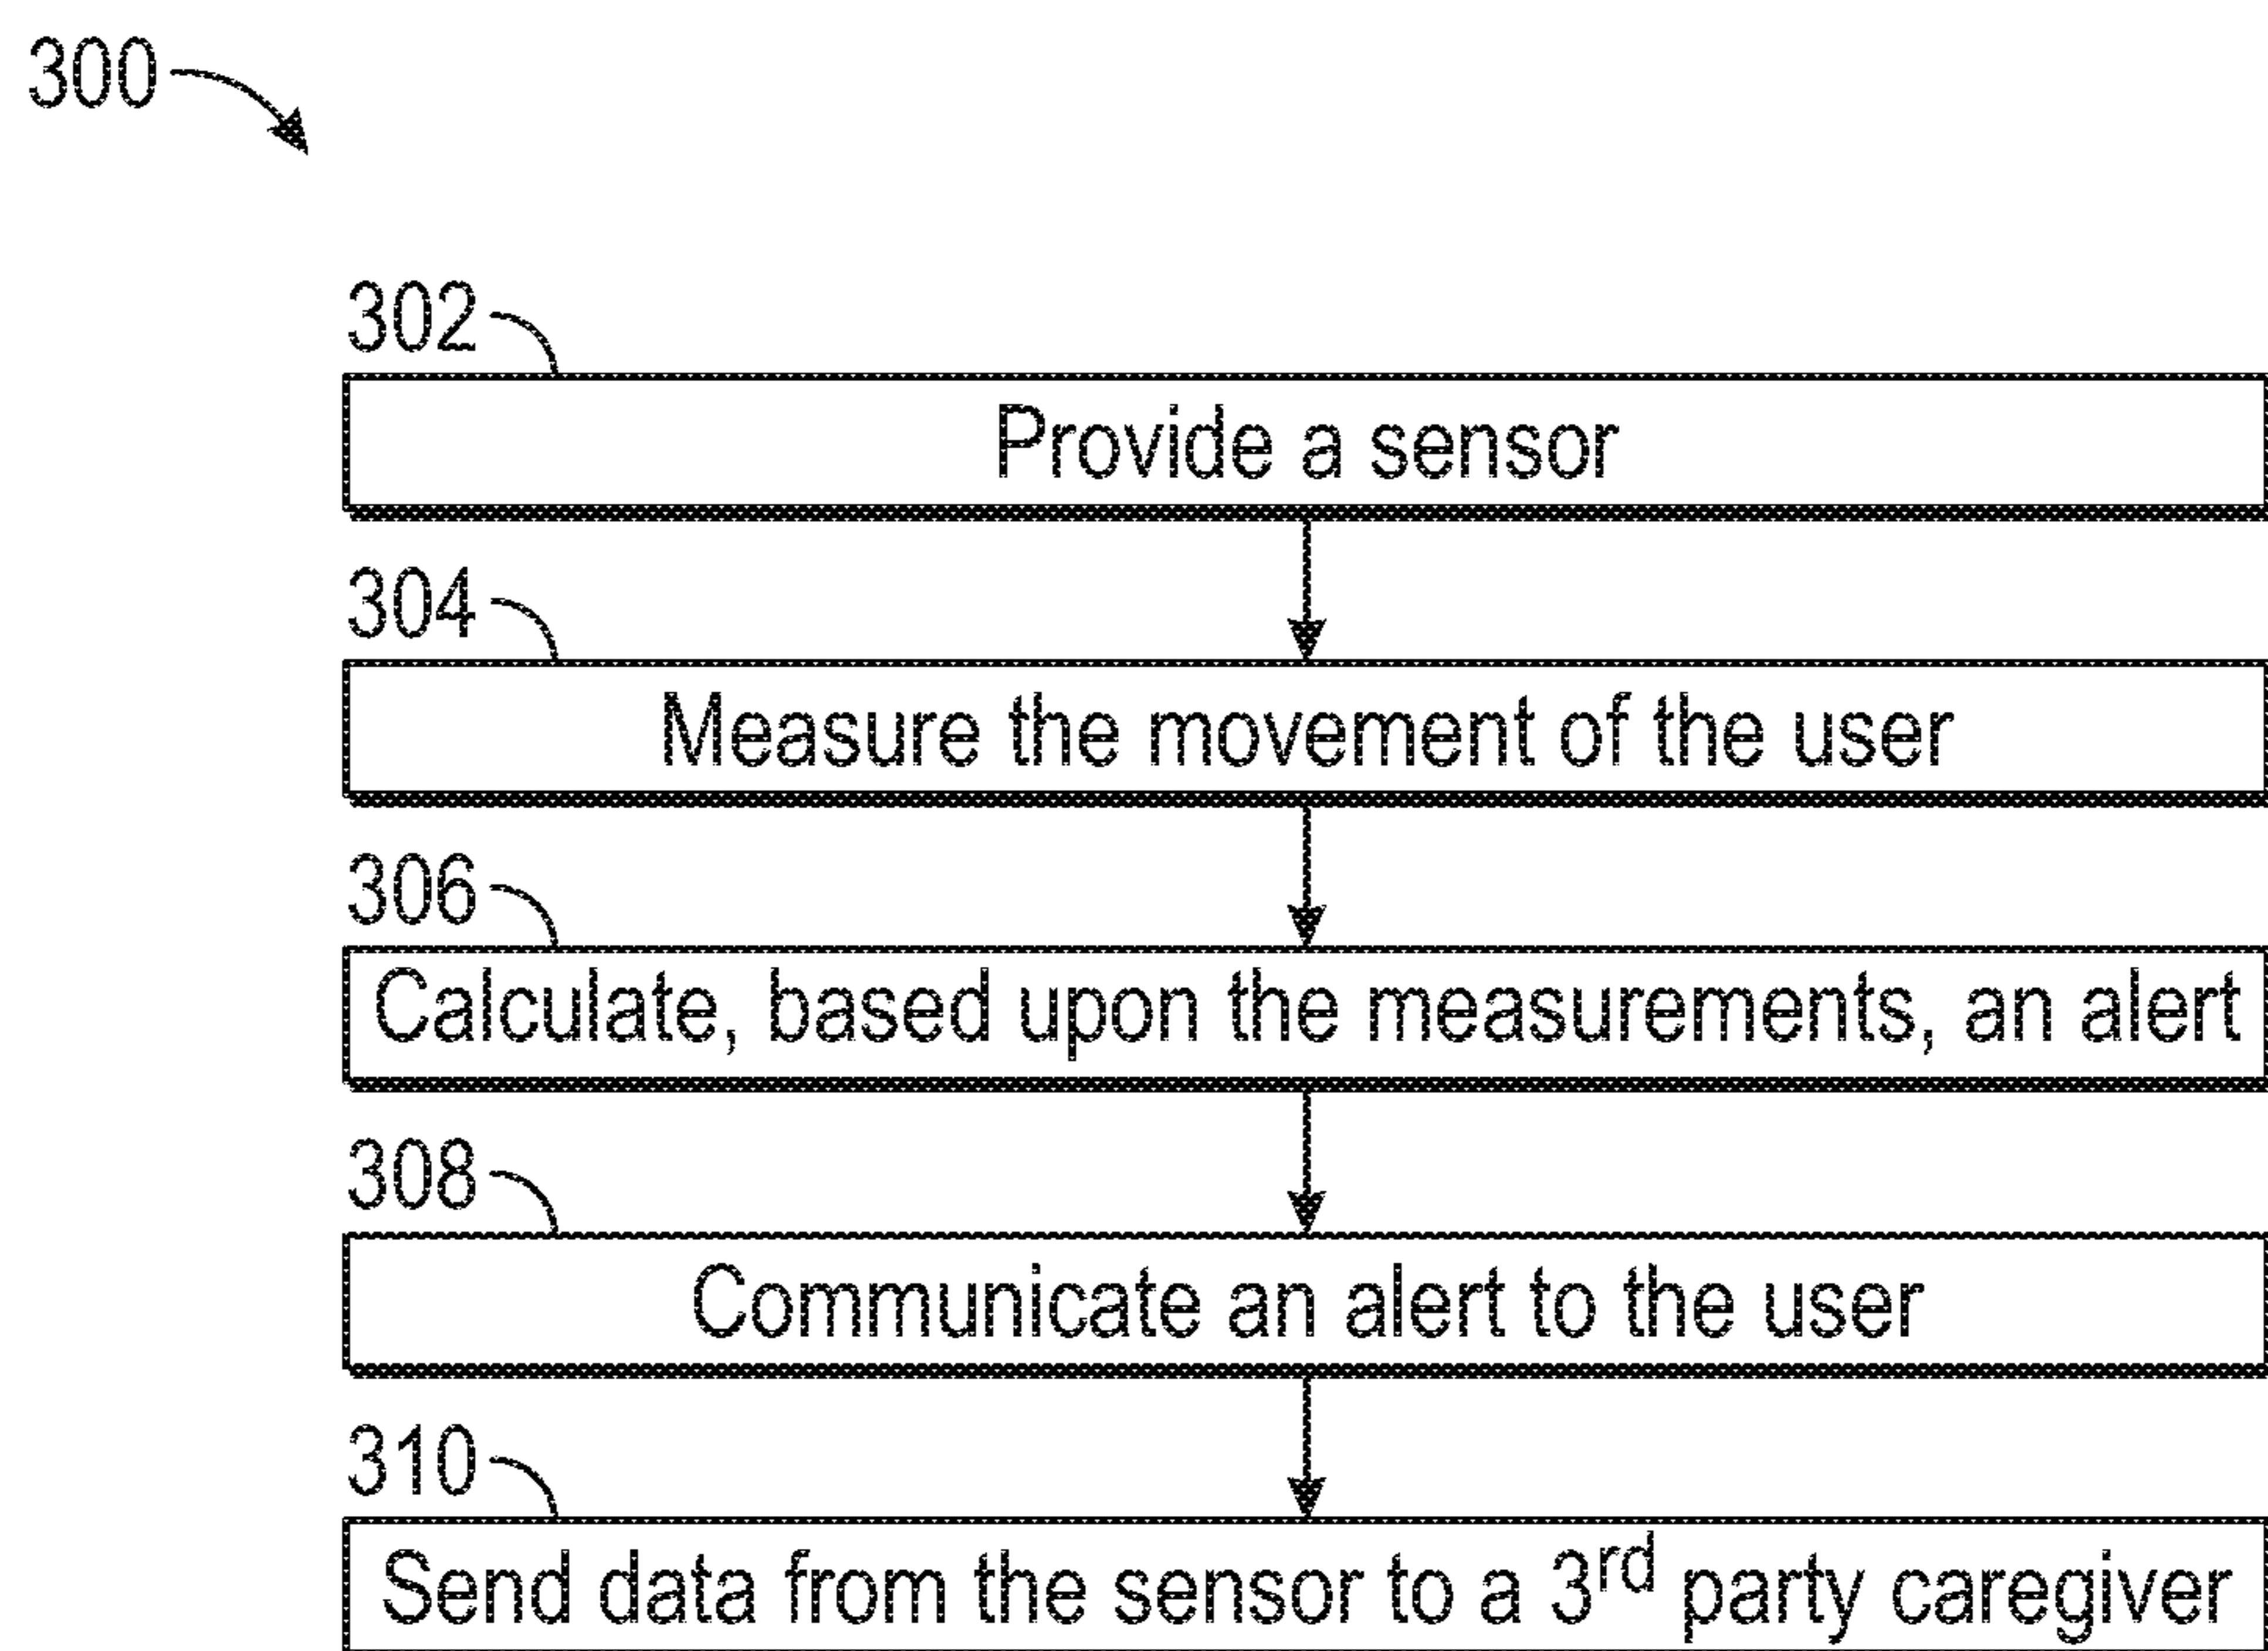 300
302
Provide a sensor
304
Measure the movement of the user
306
Calculate, based upon the measurements, an alert
308
Communicate an alert to the user
310
Send data from the sensor to a 3rd party caregiver